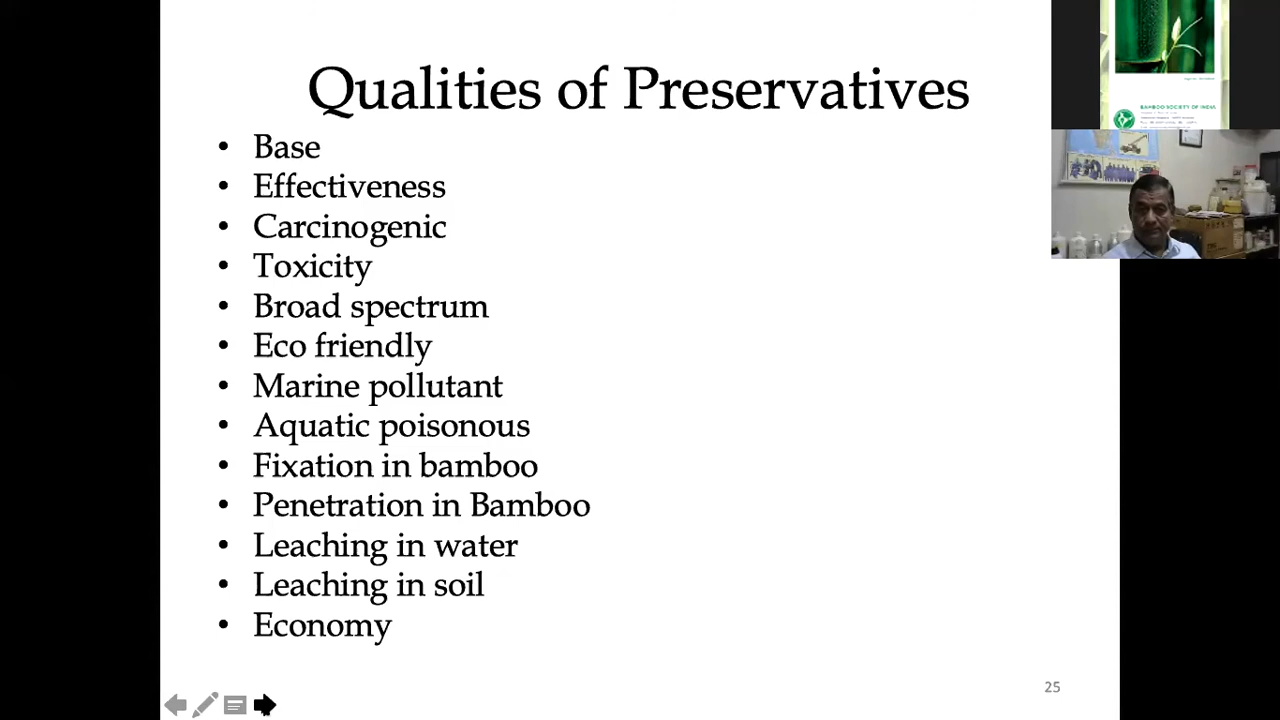 Qualities of Preservatives
• Base
• Effectiveness
• Carcinogenic
• Toxicity
• Broad spectrum
• Eco friendly
• Marine pollutant
• Aquatic poisonous
• Fixation in bamboo
• Penetration in Bamboo
• Leaching in water
• Leaching in soil
• Economy
25
BAMBOO SOCIETY OF INDIA